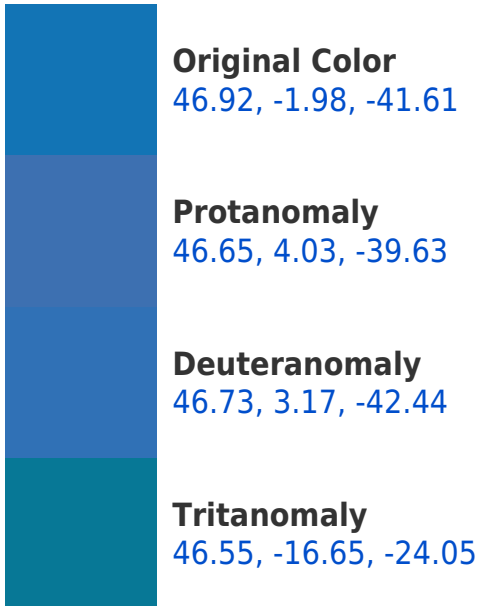 Original Color
46.92, -1.98, -41.61
Protanomaly
46.65, 4.03, -39.63
Deuteranomaly
46.73, 3.17, -42.44
Tritanomaly
46.55, -16.65, -24.05